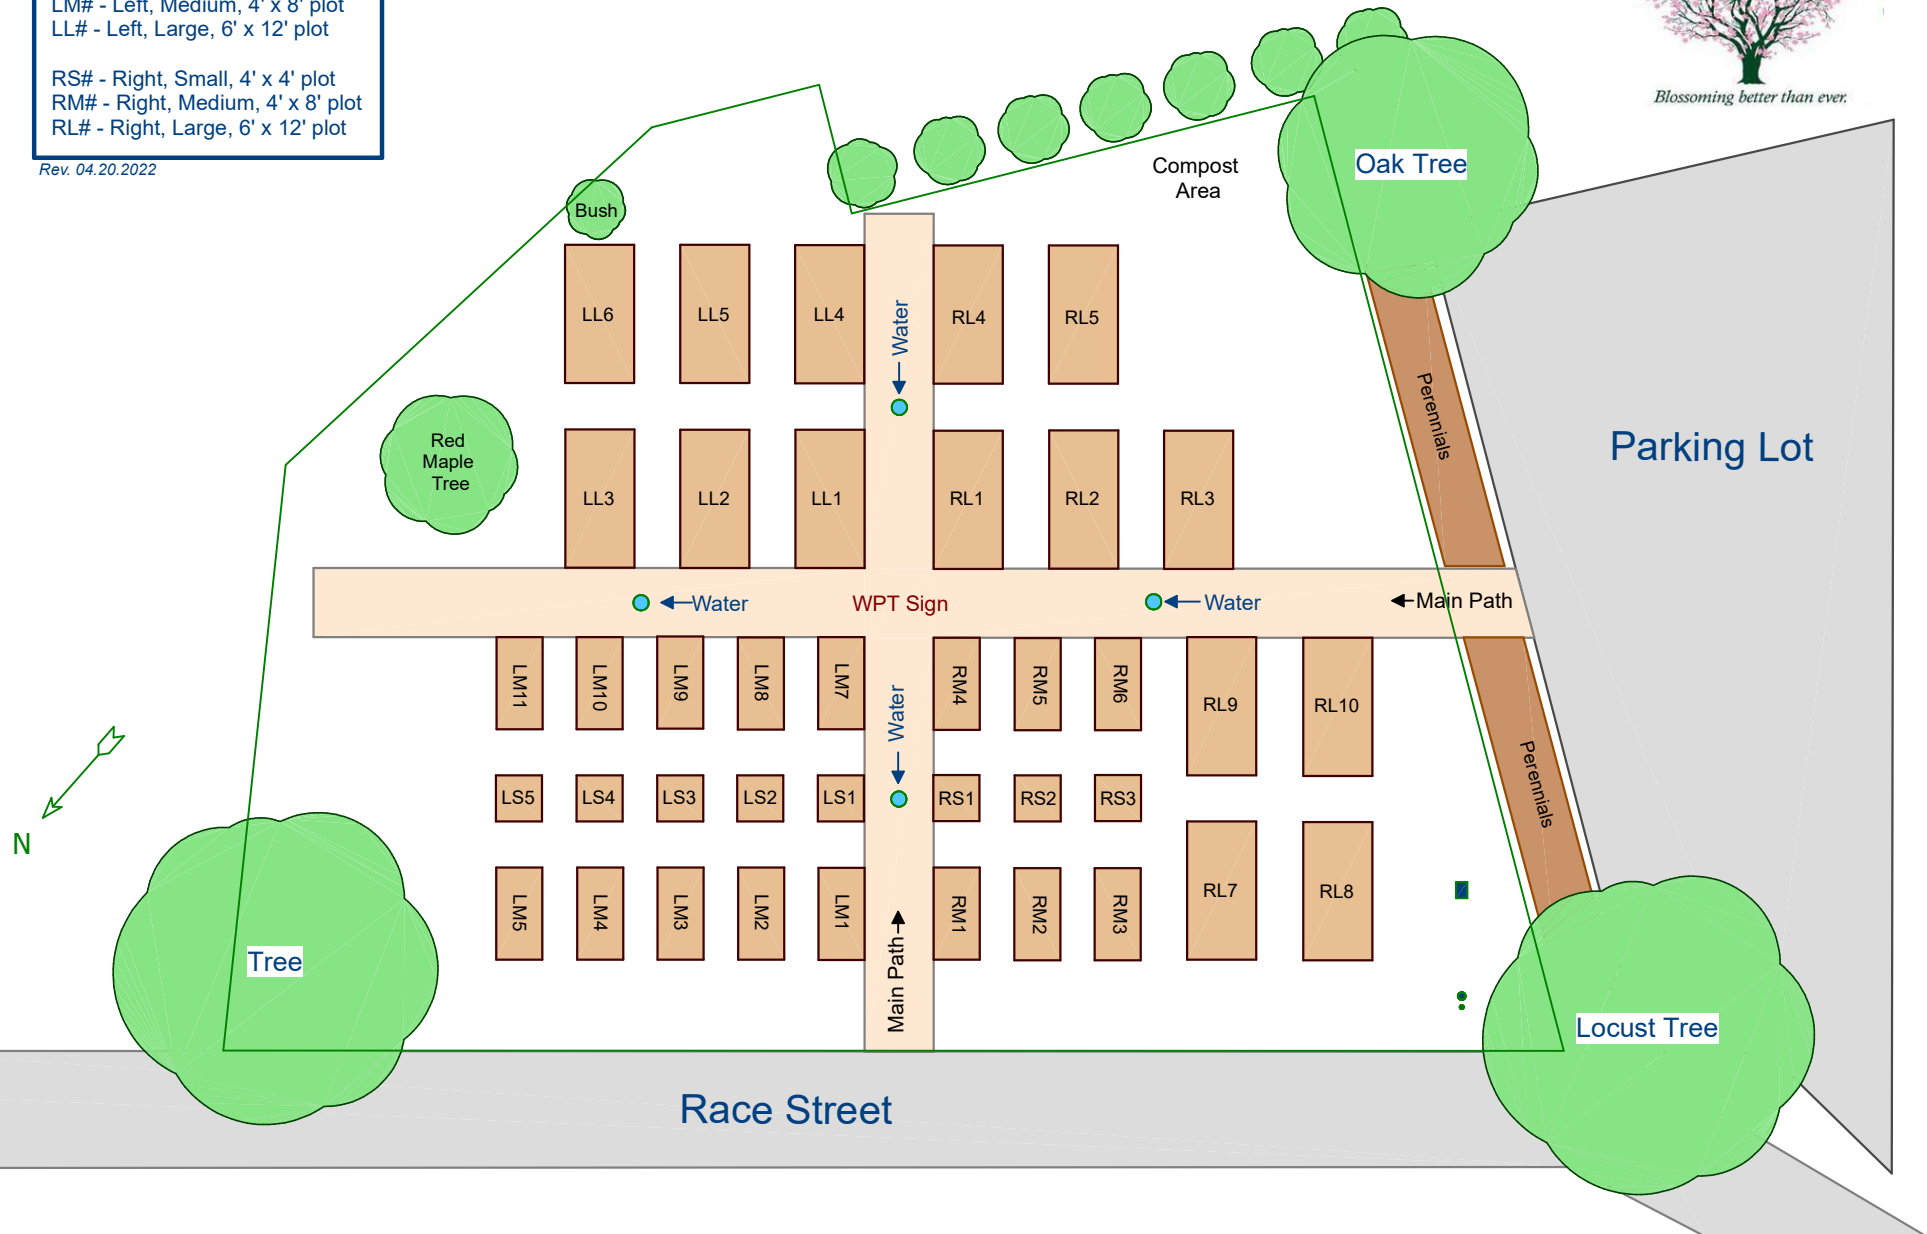 LM# - Left, Medium, 4' x 8' plot
LL# - Left, Large, 6' x 12' plot
RS# - Right, Small, 4' x 4' plot
RM# - Right, Medium, 4' x 8' plot
RL# - Right, Large, 6' x 12' plot
Rev. 04.20.2022
Blossoming better than ever.
Compost
Area
Oak Tree
Bush
LL6
LL5
LL4
Water
RL4
RL5
Perennials
Parking Lot
Red
Maple
Tree
LL3
LL2
LL1
RL1
RL2
RL3
Water
WPT Sign
Water
Main Path
LM11
LM10
LM9
LM8
LM7
Water
RM4
RM5
RM6
RL9
RL10
Perennials
LS5
LS4
LS3
LS2
LS1
RS1
RS2
RS3
N
LM5
LM4
LM3
LM2
LM1
Main Path
RM1
RM2
RM3
RL7
RL8
Tree
Locust Tree
Race Street